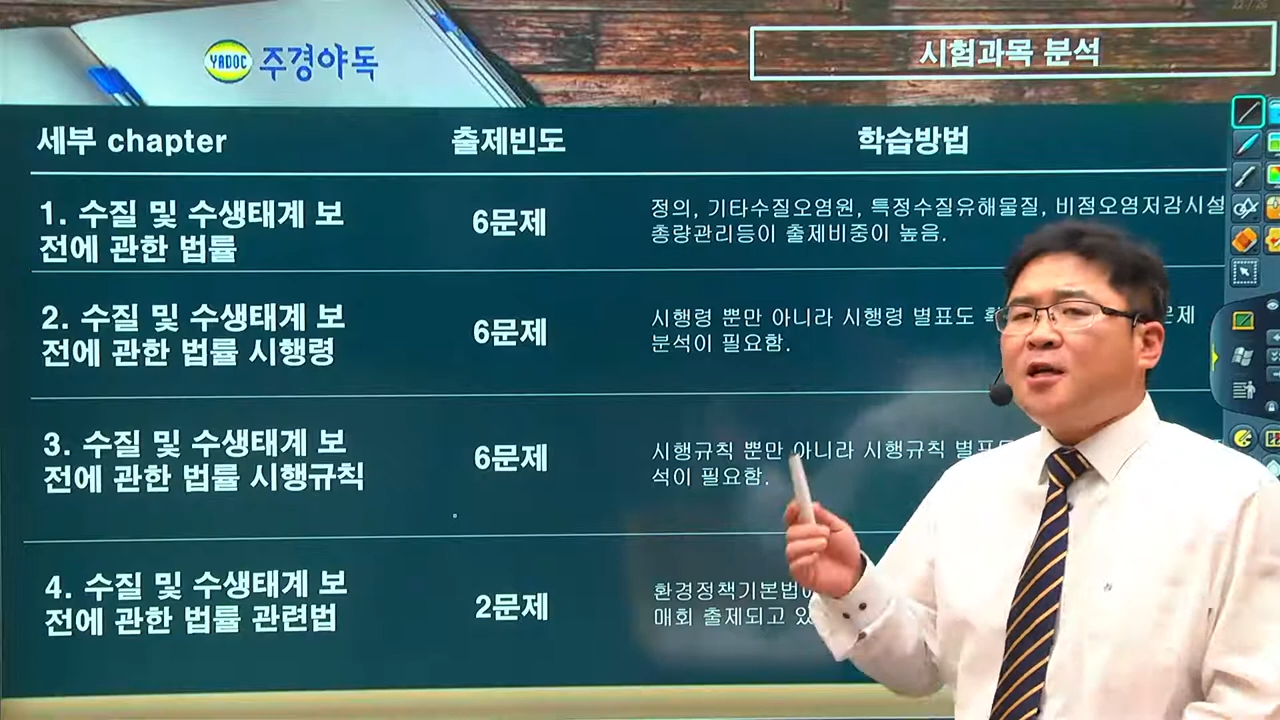 YADOC 주경야독
시험과목 분석
세부 chapter 출제빈도 학습방법
1. 수질 및 수생태계 보
전에 관한 법률
6문제
정의, 기타수질오염원, 특정수질유해물질, 비점오염저감시설
총량관리등이 출제비중이 높음.
2. 수질 및 수생태계 보
전에 관한 법률 시행령
6문제
시행령 뿐만 아니라 시행령 별표도 문제
분석이 필요함.
3. 수질 및 수생태계 보
전에 관한 법률 시행규칙
6문제
시행규칙 뿐만 아니라 시행규칙
석이 필요함.
4. 수질 및 수생태계 보
전에 관한 법률 관련법
2문제
환경정책기본법
매회 출제되고